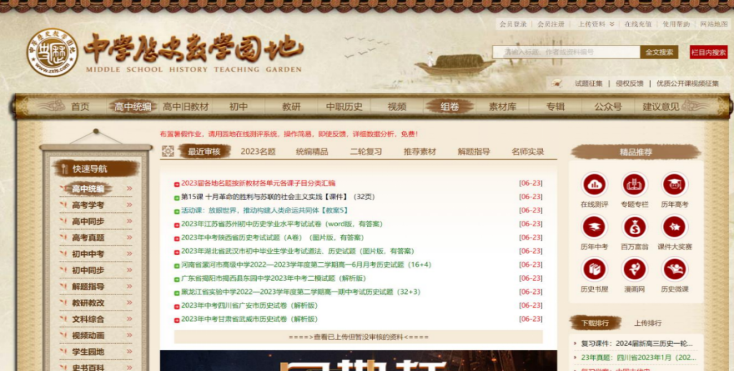 会员登录 | 会员注册 | 上传资料 | 在线充值 | 使用帮助 | 网站地图
中学历史教学园地
MIDDLE SCHOOL HISTORY TEACHING GARDEN
全文搜索
栏目内搜索
试题征集 | 侵权反馈 | 优质公开课视频征集
首页 高中统编 高中旧教材 初中 教研 中职历史 视频 组卷 素材库 专辑 公众号 建议意见
布置暑假作业，请用园地在线测评系统，操作简易、即使反馈、详细数据分析，免费！
快速导航
高中统编
高考学考
高中同步
高考真题
初中中考
初中同步
解题指导
教研教改
文科综合
视频动画
学生园地
史书百科
最近审核 2023名题 统编精品 二轮复习 推荐素材 解题指导 名师实录
2023届各地名题按新教材各单元各课子目分类汇编 [06-23]
第15课 十月革命的胜利与苏联的社会主义实践【课件】（32页） [06-23]
活动课：放眼世界，推动构建人类命运共同体【教案5】 [06-23]
2023年江苏省苏州初中历史学业水平考试试卷（word版，有答案） [06-23]
2023年中考陕西省历史考试试题（A卷）（图片版，有答案） [06-23]
2023年湖北省武汉市初中毕业生学业考试道法、历史试题（图片版，有答案） [06-23]
河南省漯河市高级中学2022—2023学年度第二学期高一6月月考历史试题（16+4） [06-23]
广东省揭阳市揭西县东园中学2023年中考二模试题（解析版） [06-23]
黑龙江省实验中学2022—2023学年度第二学期高一期中考试历史试题（32+3） [06-23]
2023年中考四川省广安市历史试卷（解析版） [06-23]
2023年中考甘肃省武威市历史试卷（解析版） [06-23]
====>查看已上传但暂没审核的资料<====
精品推荐
在线测评 专题专栏 历年高考
历年中考 百万富翁 课件大奖赛
历史书屋 漫画网 历史微课
下载排行 上传排行
复习课件：2024届新高三历史一轮...
23年真题：四川省2023年1月（202...